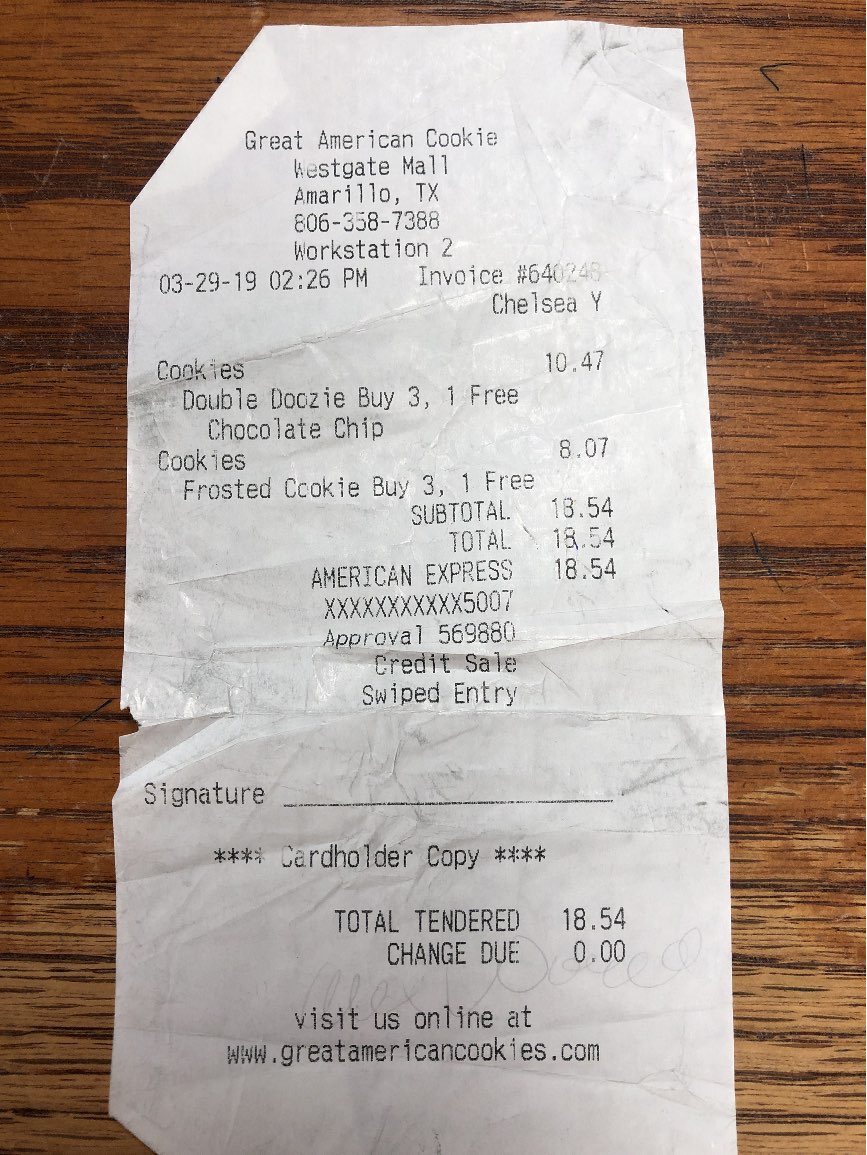 Great American Cookie
Westgate Mall
Amarillo, TX
806-358-7388
Workstation 2
03-29-19 02:26 PM Invoice #640248
Chelsea Y
Cookies 10.47
Double Doozie Buy 3, 1 Free
Chocolate Chip
Cookies 8.07
Frosted Cookie Buy 3, 1 Free
SUBTOTAL 18.54
TOTAL 18.54
AMERICAN EXPRESS 18.54
XXXXXXXXXXX5007
Approval 569880
Credit Sale
Swiped Entry
Signature
**** Cardholder Copy ****
TOTAL TENDERED 18.54
CHANGE DUE 0.00
visit us online at
www.greatamericancookies.com